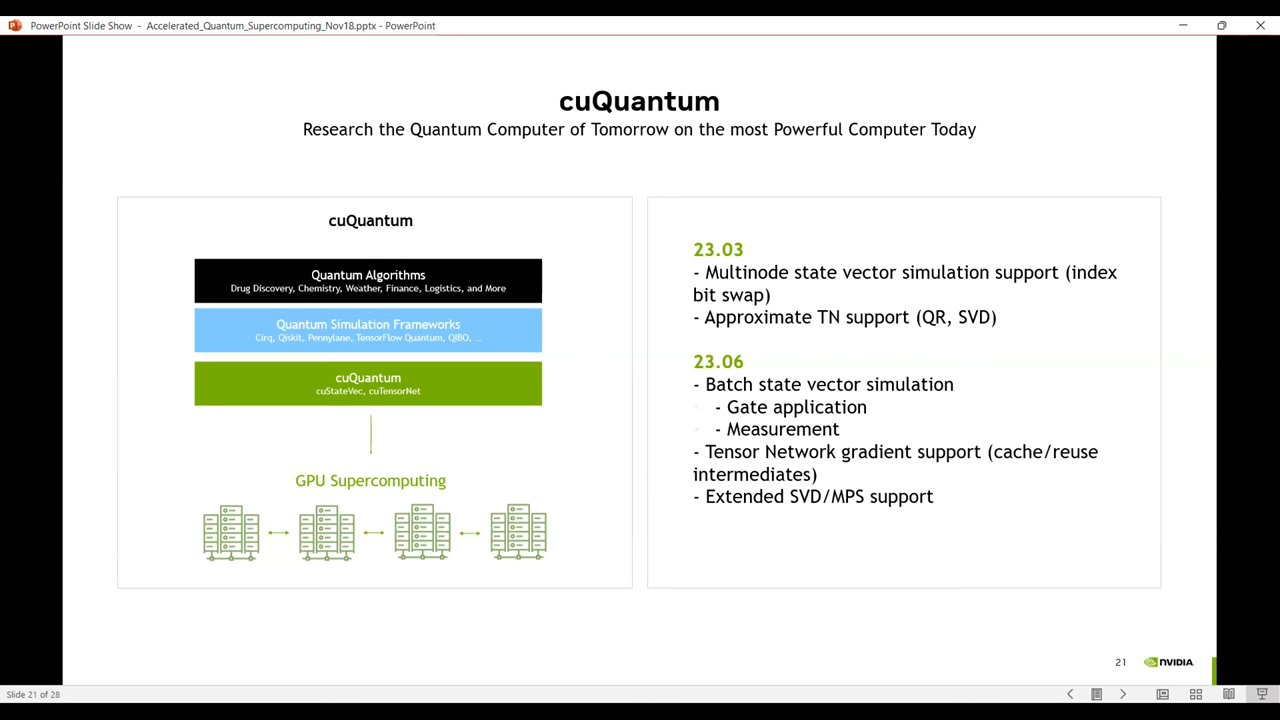 PowerPoint Slide Show - Accelerated_Quantum_Supercomputing_Nov18.pptx - PowerPoint
cuQuantum
Research the Quantum Computer of Tomorrow on the most Powerful Computer Today
cuQuantum
Quantum Algorithms
Drug Discovery, Chemistry, Weather, Finance, Logistics, and More
Quantum Simulation Frameworks
Cirq, Qiskit, Pennylane, TensorFlow Quantum, QIBO, ...
cuQuantum
cuStateVec, cuTensorNet
GPU Supercomputing
23.03
- Multinode state vector simulation support (index
bit swap)
- Approximate TN support (QR, SVD)
23.06
- Batch state vector simulation
- Gate application
- Measurement
- Tensor Network gradient support (cache/reuse
intermediates)
- Extended SVD/MPS support
21
NVIDIA.
Slide 21 of 28